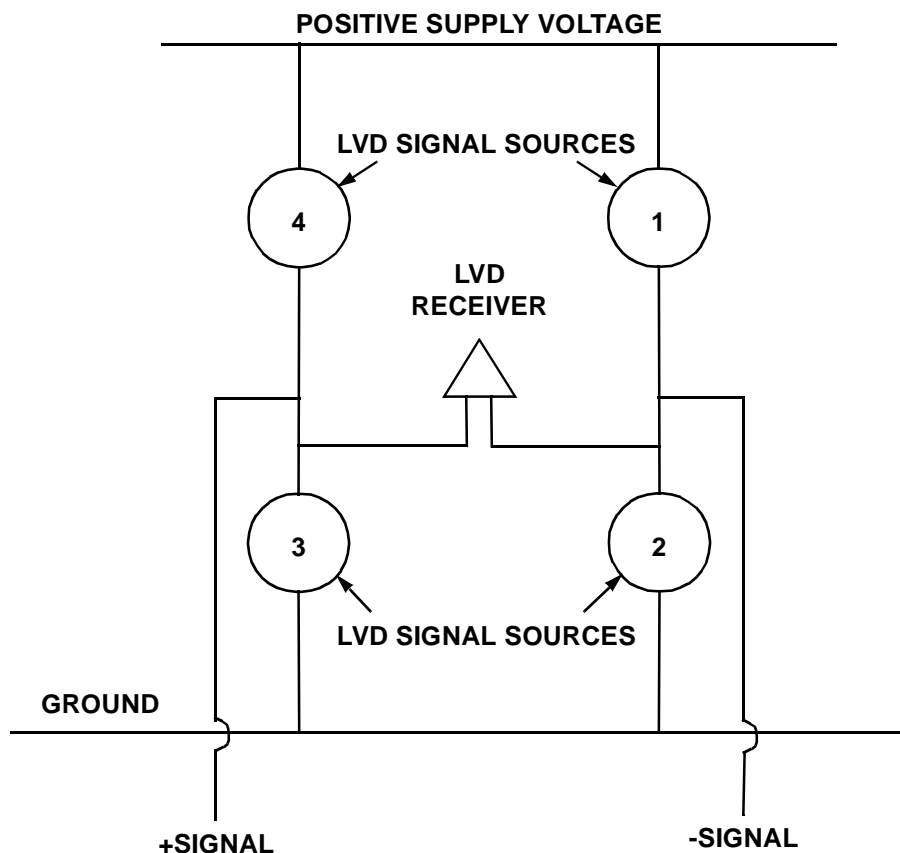 POSITIVE SUPPLY VOLTAGE
LVD SIGNAL SOURCES
4
1
LVD
RECEIVER
3
2
LVD SIGNAL SOURCES
GROUND
+SIGNAL
-SIGNAL